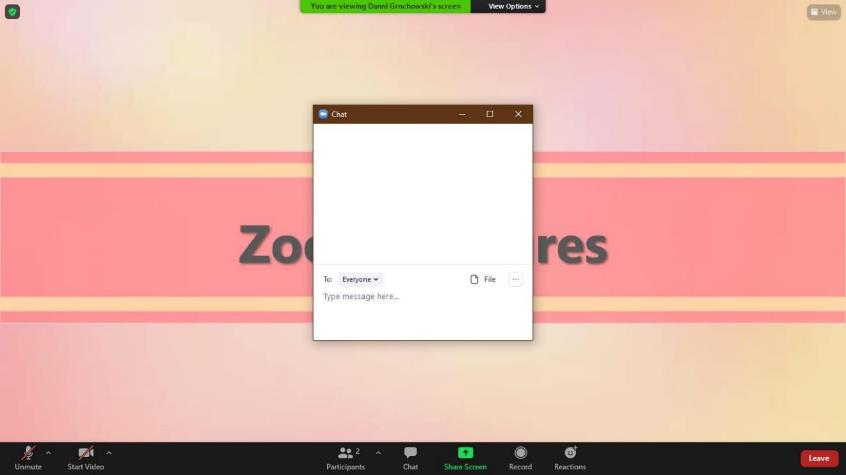 You are viewing Danni Grochowski's screen
View Options
View
Chat
Zoo res
To: Everyone
File
Type message here...
Unmute
Start Video
2
Participants
Chat
Share Screen
Record
Reactions
Leave